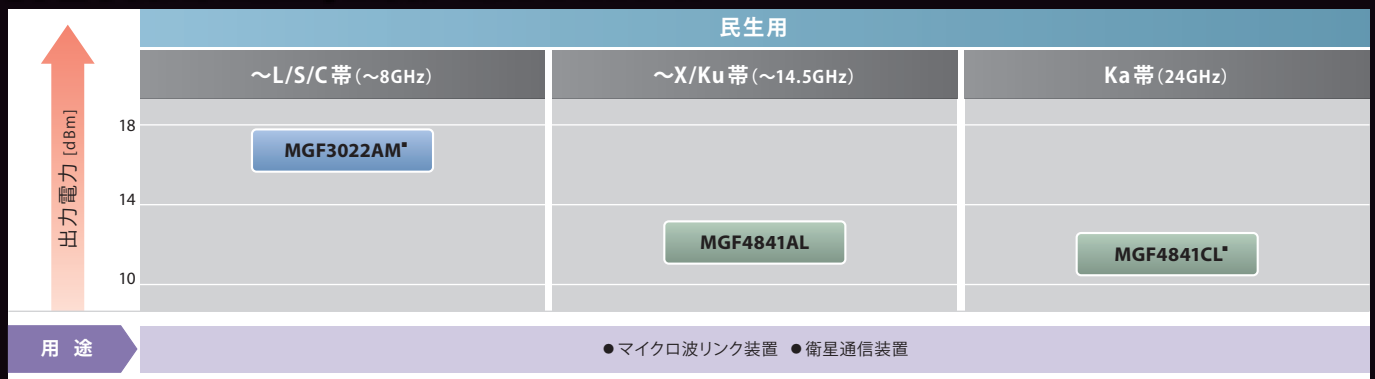 民生用
～L/S/C帯(～8GHz)
～X/Ku帯(～14.5GHz)
Ka帯(24GHz)
出力電力 [dBm]
18
MGF3022AM■
14
MGF4841AL
MGF4841CL■
10
用途
●マイクロ波リンク装置 ●衛星通信装置